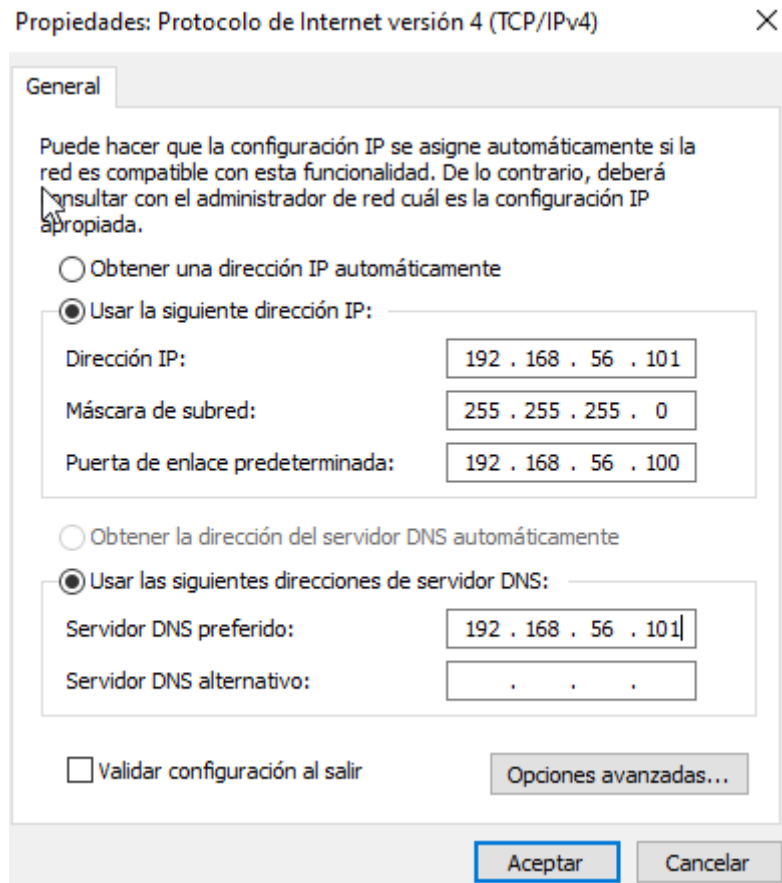 Propiedades: Protocolo de Internet versión 4 (TCP/IPv4)
General
Puede hacer que la configuración IP se asigne automáticamente si la
red es compatible con esta funcionalidad. De lo contrario, deberá
consultar con el administrador de red cuál es la configuración IP
apropiada.
Obtener una dirección IP automáticamente
Usar la siguiente dirección IP:
Dirección IP: 192 . 168 . 56 . 101
Máscara de subred: 255 . 255 . 255 . 0
Puerta de enlace predeterminada: 192 . 168 . 56 . 100
Obtener la dirección del servidor DNS automáticamente
Usar las siguientes direcciones de servidor DNS:
Servidor DNS preferido: 192 . 168 . 56 . 101
Servidor DNS alternativo: . . .
Validar configuración al salir Opciones avanzadas...
Aceptar Cancelar